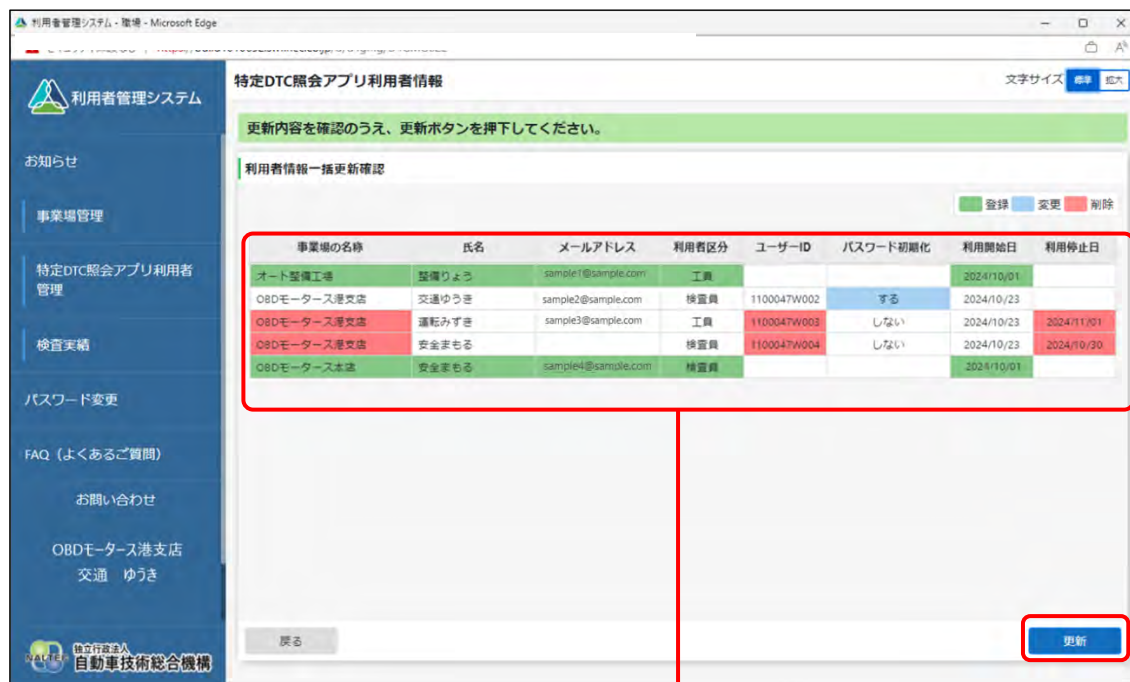 利用者管理システム - 職場 - Microsoft Edge
利用者管理システム
お知らせ
事業場管理
特定DTC照会アプリ利用者
管理
検査実績
パスワード変更
FAQ(よくあるご質問)
お問い合わせ
OBDモータース港支店
交通 ゆうき
NALTEC 独立行政法人
自動車技術総合機構
特定DTC照会アプリ利用者情報
文字サイズ 標準 拡大
更新内容を確認のうえ、更新ボタンを押下してください。
利用者情報一括更新確認
登録 変更 削除
事業場の名称 氏名 メールアドレス 利用者区分 ユーザーID パスワード初期化 利用開始日 利用停止日
オート整備工場 整備りょう sample1@sample.com 工員 2024/10/01
OBDモータース港支店 交通ゆうき sample2@sample.com 検査員 1100047W002 する 2024/10/23
OBDモータース港支店 運転みずき sample3@sample.com 工員 1100047W003 しない 2024/10/23 2024/11/01
OBDモータース港支店 安全まもる 検査員 1100047W004 しない 2024/10/23 2024/10/30
OBDモータース本店 安全まもる sample4@sample.com 検査員 2024/10/01
戻る 更新